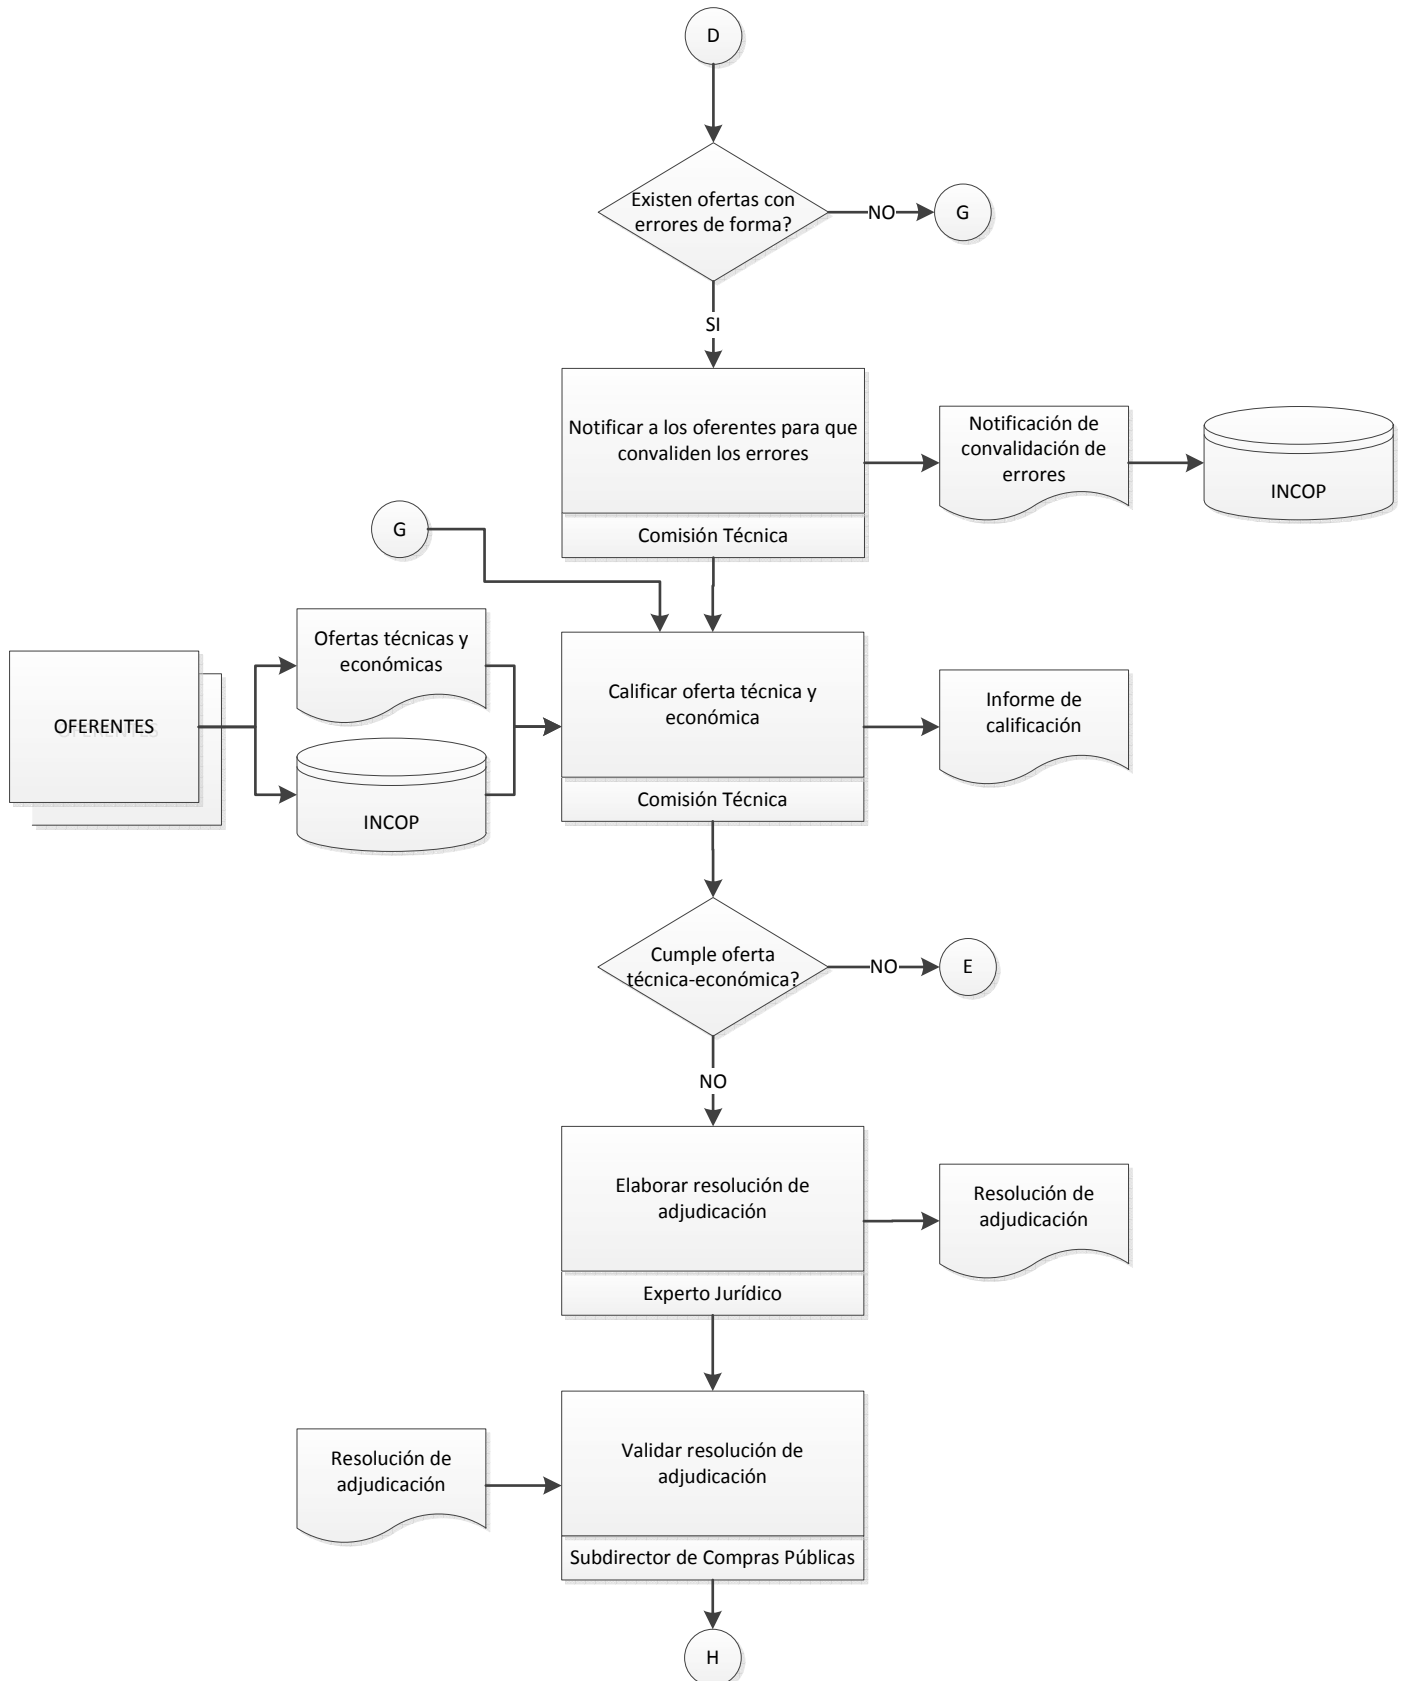 D
Existen ofertas con
errores de forma?
NO
G
SI
Notificar a los oferentes para que
convaliden los errores
Comisión Técnica
Notificación de
convalidación de
errores
INCOP
G
OFERENTES
Ofertas técnicas y
económicas
INCOP
Calificar oferta técnica y
económica
Comisión Técnica
Informe de
calificación
Cumple oferta
técnica-económica?
NO
E
NO
Elaborar resolución de
adjudicación
Experto Jurídico
Resolución de
adjudicación
Resolución de
adjudicación
Validar resolución de
adjudicación
Subdirector de Compras Públicas
H